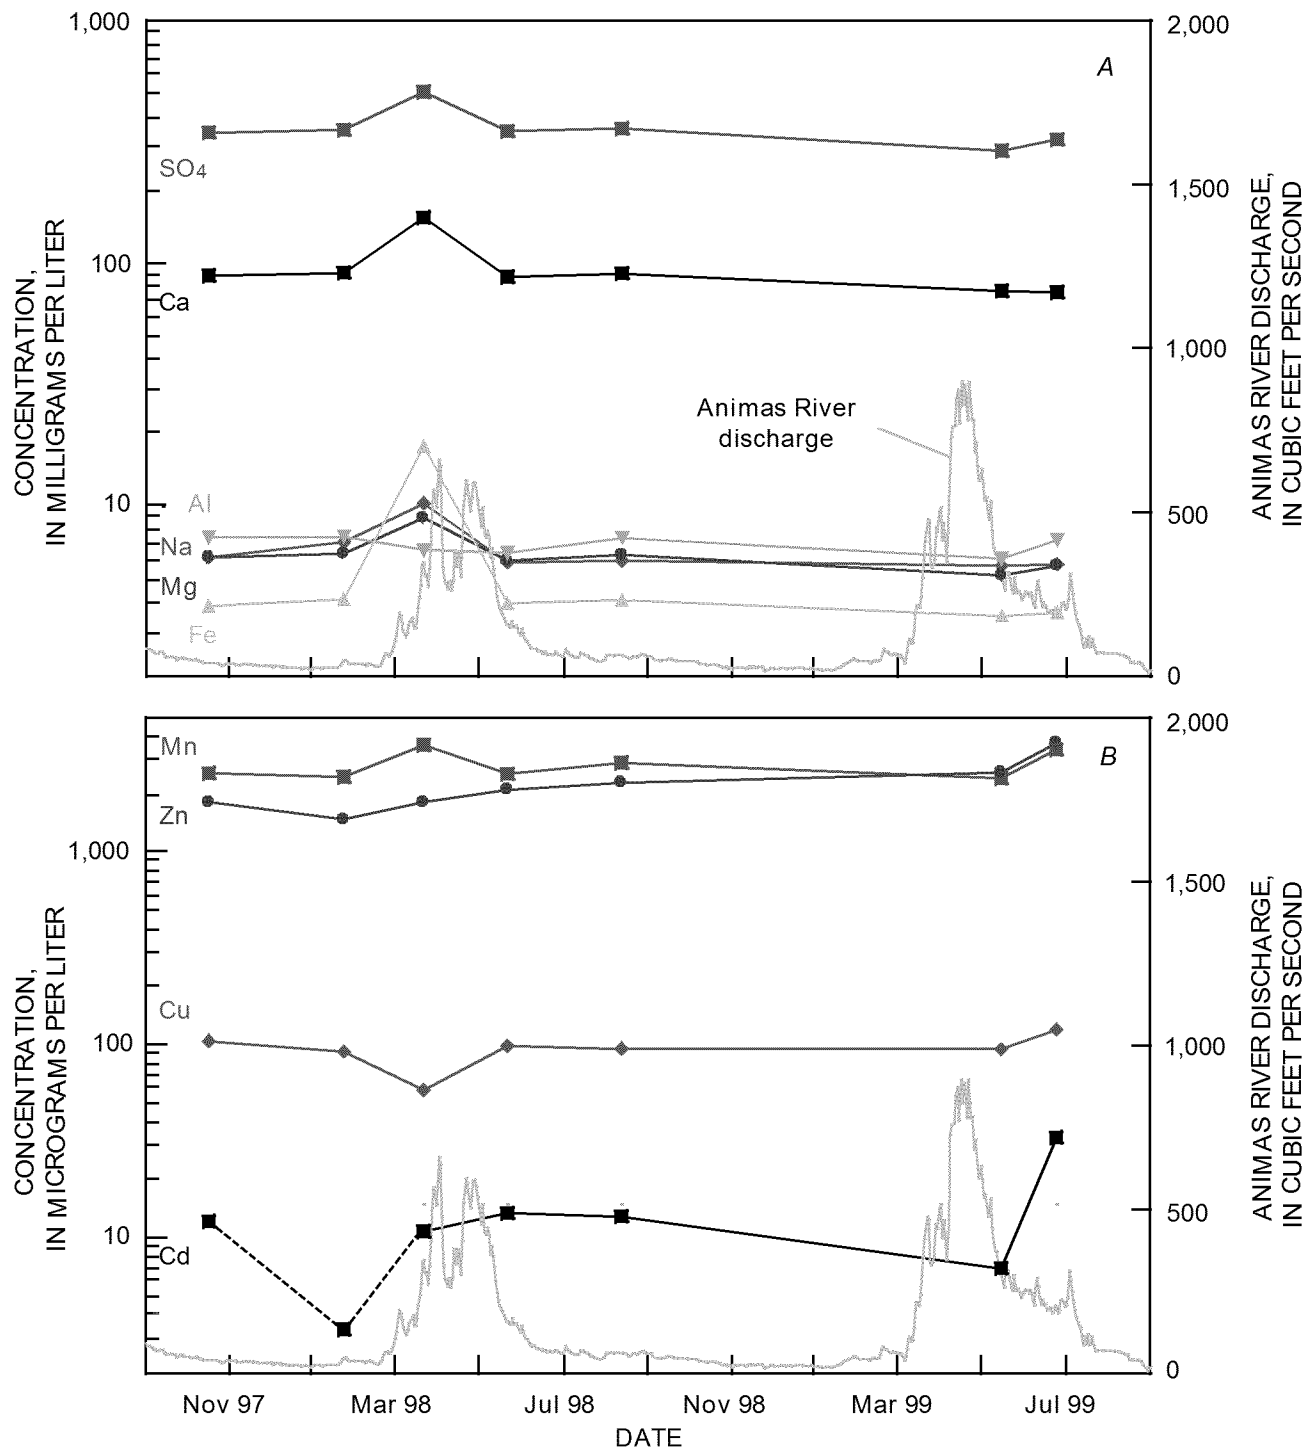 1,000
2,000
A
SO4
1,500
100
Ca
CONCENTRATION,
IN MILLIGRAMS PER LITER
ANIMAS RIVER DISCHARGE,
IN CUBIC FEET PER SECOND
1,000
Animas River
discharge
10
Al
500
Na
Mg
Fe
0
Mn
2,000
B
Zn
1,000
1,500
CONCENTRATION,
IN MICROGRAMS PER LITER
ANIMAS RIVER DISCHARGE,
IN CUBIC FEET PER SECOND
Cu
100
1,000
500
10
Cd
0
Nov 97 Mar 98 Jul 98 Nov 98 Mar 99 Jul 99
DATE